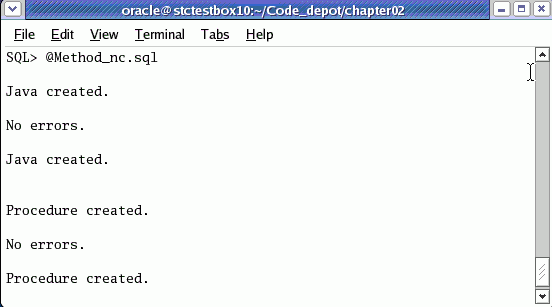 oracle@stctestbox10:~/Code_depot/chapter02
File Edit View Terminal Tabs Help
SQL> @Method_nc.sql
Java created.
No errors.
Java created.
Procedure created.
No errors.
Procedure created.